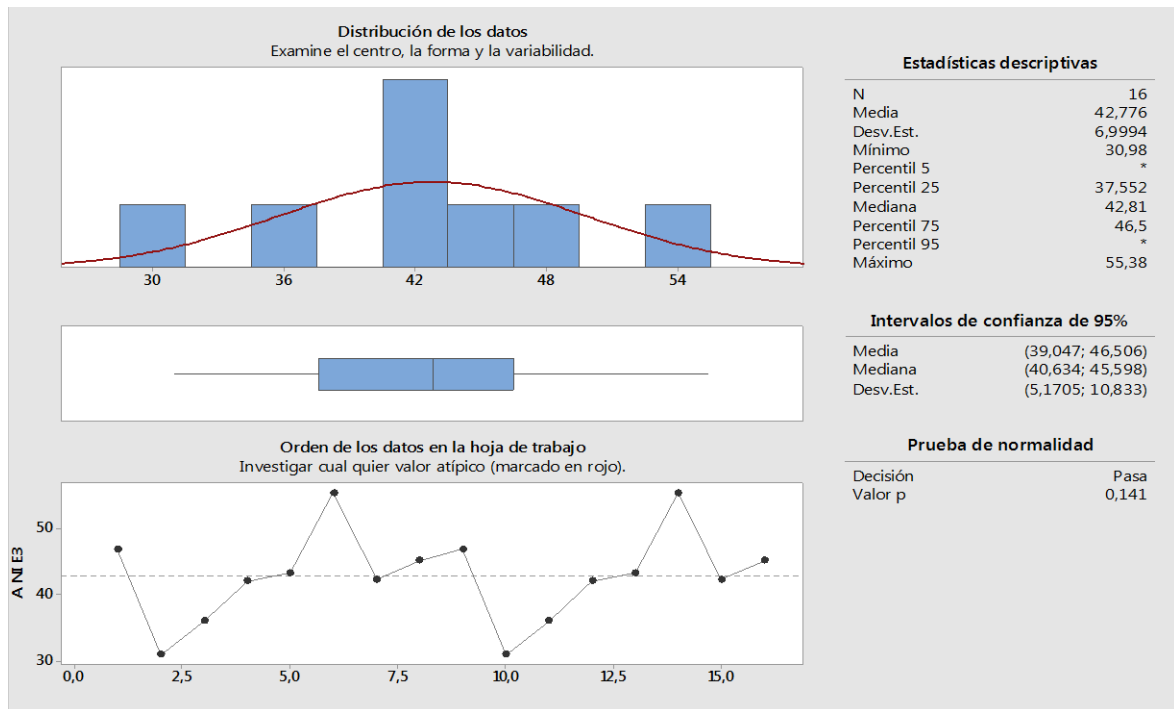 Distribución de los datos
Examine el centro, la forma y la variabilidad.
30 36 42 48 54
Orden de los datos en la hoja de trabajo
Investigar cual quier valor atípico (marcado en rojo).
50
40
30
A NI E3
0,0 2,5 5,0 7,5 10,0 12,5 15,0
Estadísticas descriptivas
N 16
Media 42,776
Desv.Est. 6,9994
Mínimo 30,98
Percentil 5 *
Percentil 25 37,552
Mediana 42,81
Percentil 75 46,5
Percentil 95 *
Máximo 55,38
Intervalos de confianza de 95%
Media (39,047; 46,506)
Mediana (40,634; 45,598)
Desv.Est. (5,1705; 10,833)
Prueba de normalidad
Decisión Pasa
Valor p 0,141